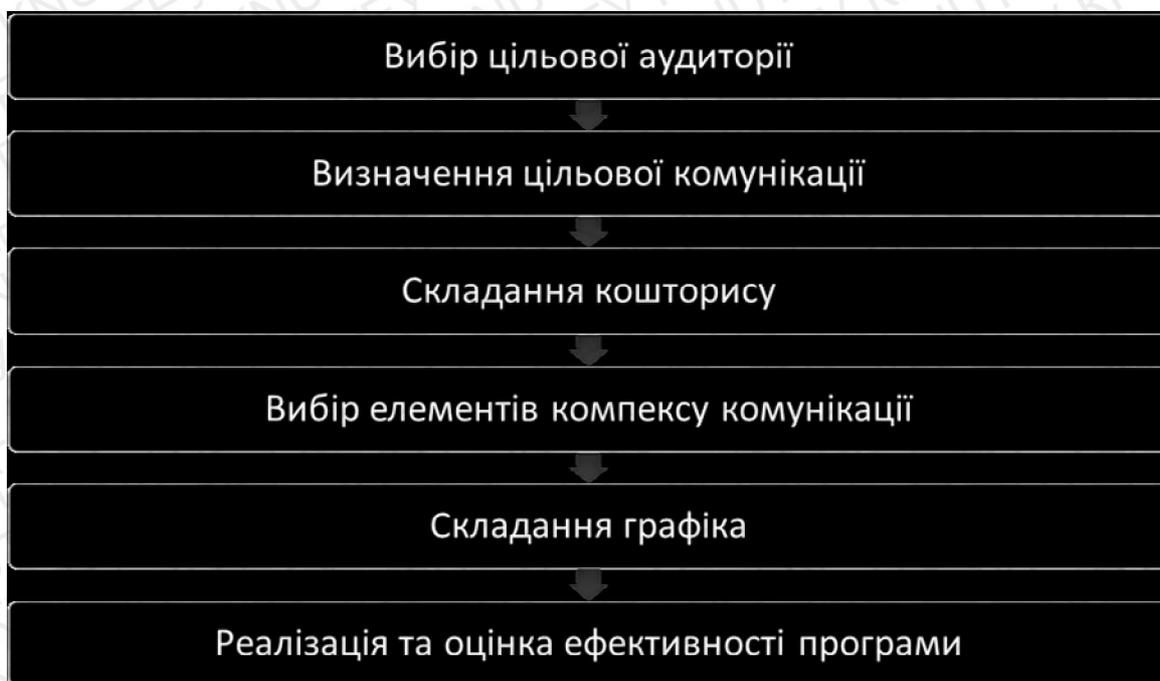 Вибір цільової аудиторії
Визначення цільової комунікації
Складання кошторису
Вибір елементів компексу комунікації
Складання графіка
Реалізація та оцінка ефективності програми